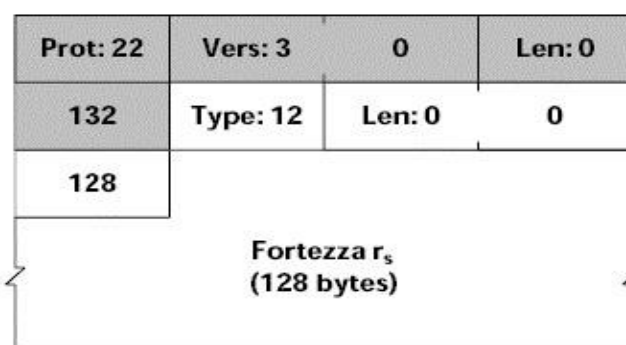 Prot: 22 Vers: 3 0 Len: 0
132 Type: 12 Len: 0 0
128
Fortezza rs
(128 bytes)